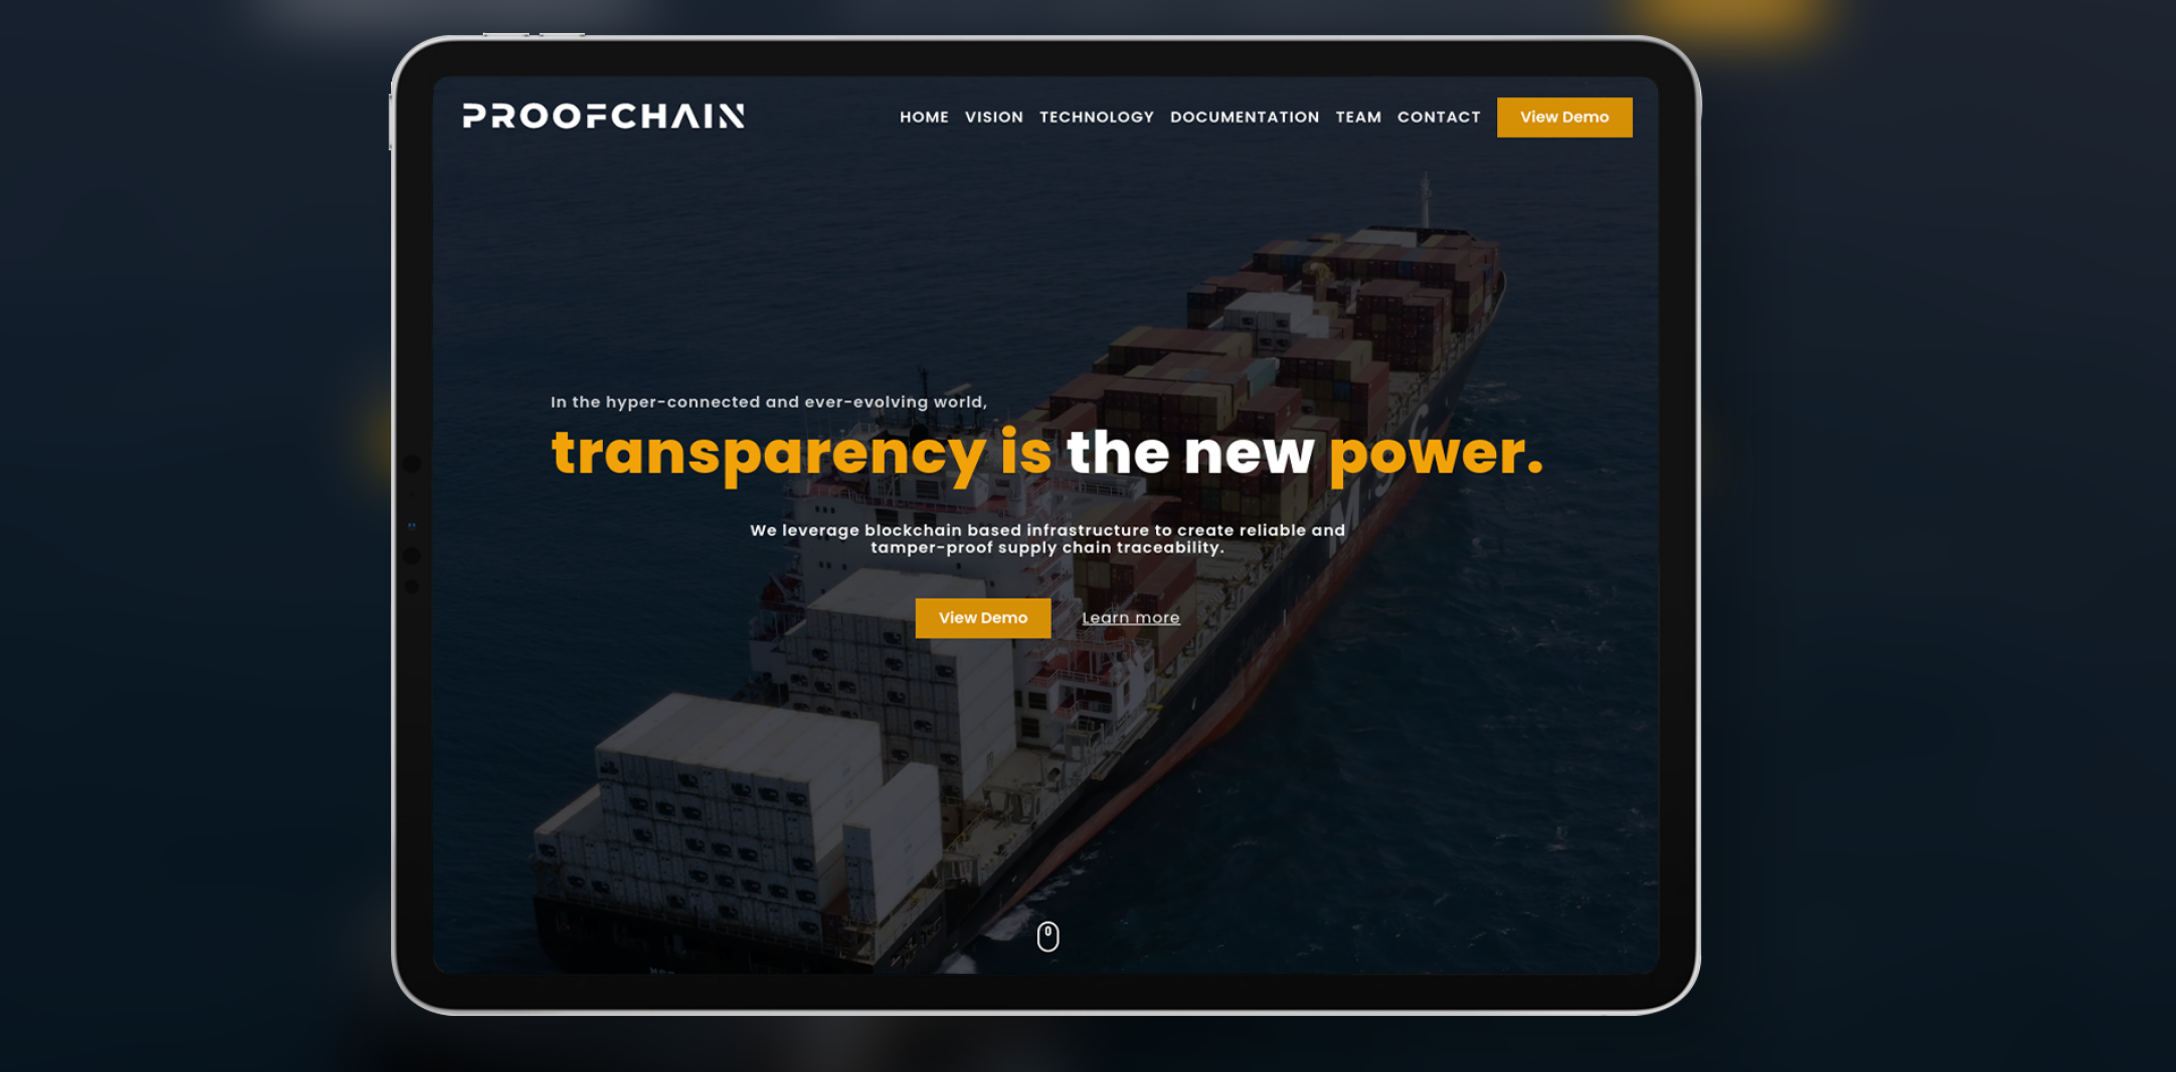 PROOFCHAIN
HOME VISION TECHNOLOGY DOCUMENTATION TEAM CONTACT View Demo
In the hyper-connected and ever-evolving world,
transparency is the new power.
We leverage blockchain based infrastructure to create reliable and
tamper-proof supply chain traceability.
View Demo Learn more